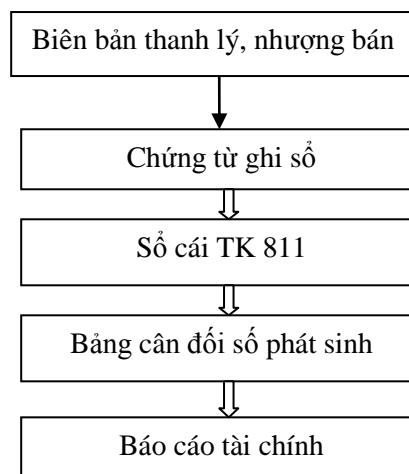 Biên bản thanh lý, nhượng bán
Chứng từ ghi sổ
Sổ cái TK 811
Bảng cân đối số phát sinh
Báo cáo tài chính